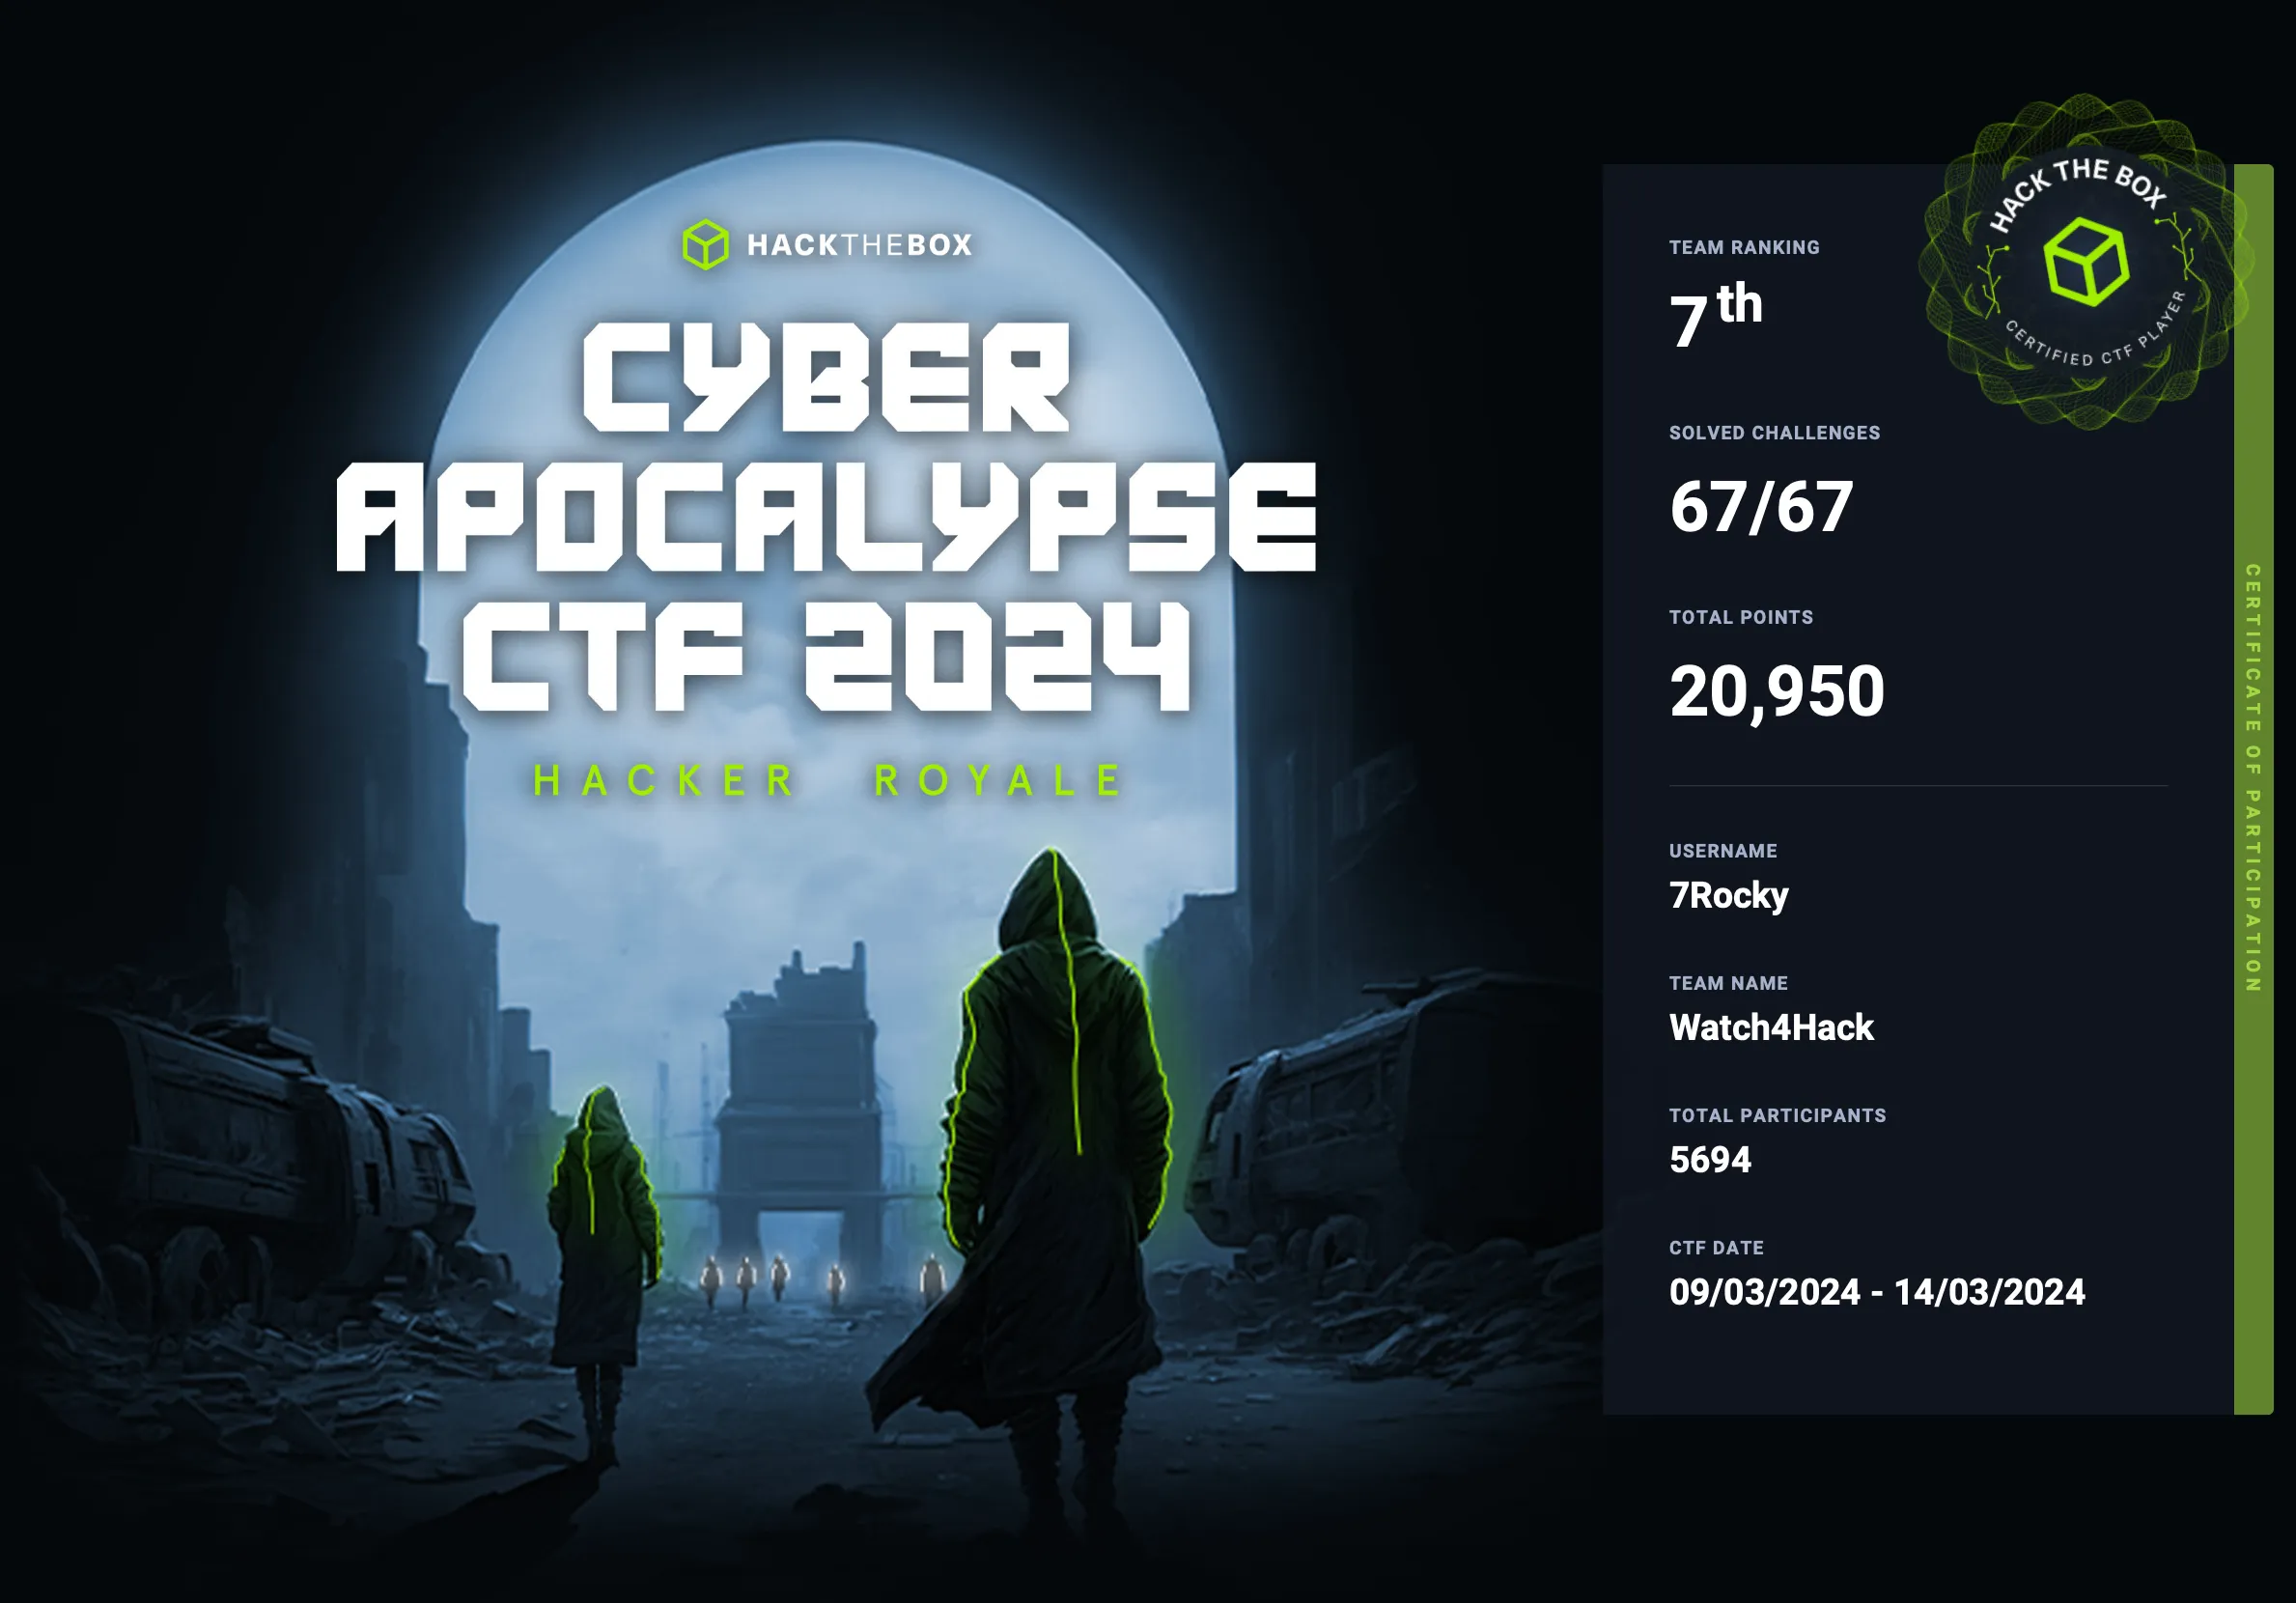 HACKTHEBOX
CYBER
APOCALYPSE
CTF 2024
HACKER ROYALE
HACK THE BOX
CERTIFIED CTF PLAYER
TEAM RANKING
7th
SOLVED CHALLENGES
67/67
TOTAL POINTS
20,950
USERNAME
7Rocky
TEAM NAME
Watch4Hack
TOTAL PARTICIPANTS
5694
CTF DATE
09/03/2024 - 14/03/2024
CERTIFICATE OF PARTICIPATION